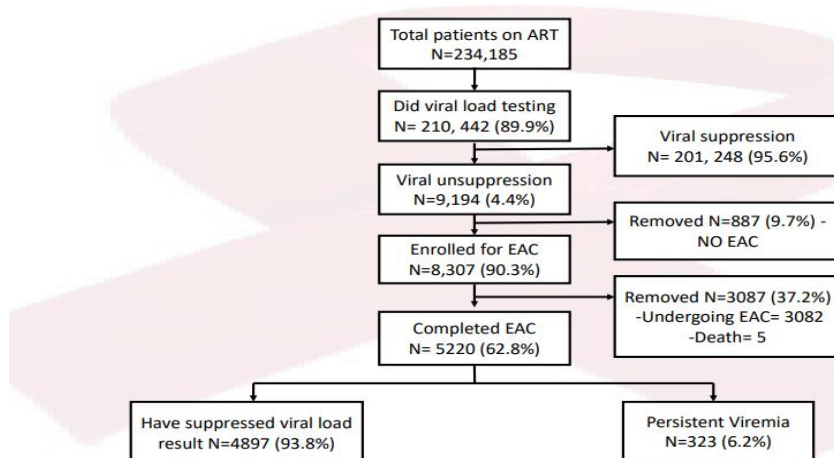 Total patients on ART
N=234,185
Did viral load testing
N= 210, 442 (89.9%)
Viral suppression
N= 201, 248 (95.6%)
Viral unsuppression
N=9,194 (4.4%)
Removed N=887 (9.7%) -
NO EAC
Enrolled for EAC
N=8,307 (90.3%)
Removed N=3087 (37.2%)
-Undergoing EAC= 3082
-Death= 5
Completed EAC
N= 5220 (62.8%)
Have suppressed viral load
result N=4897 (93.8%)
Persistent Viremia
N=323 (6.2%)